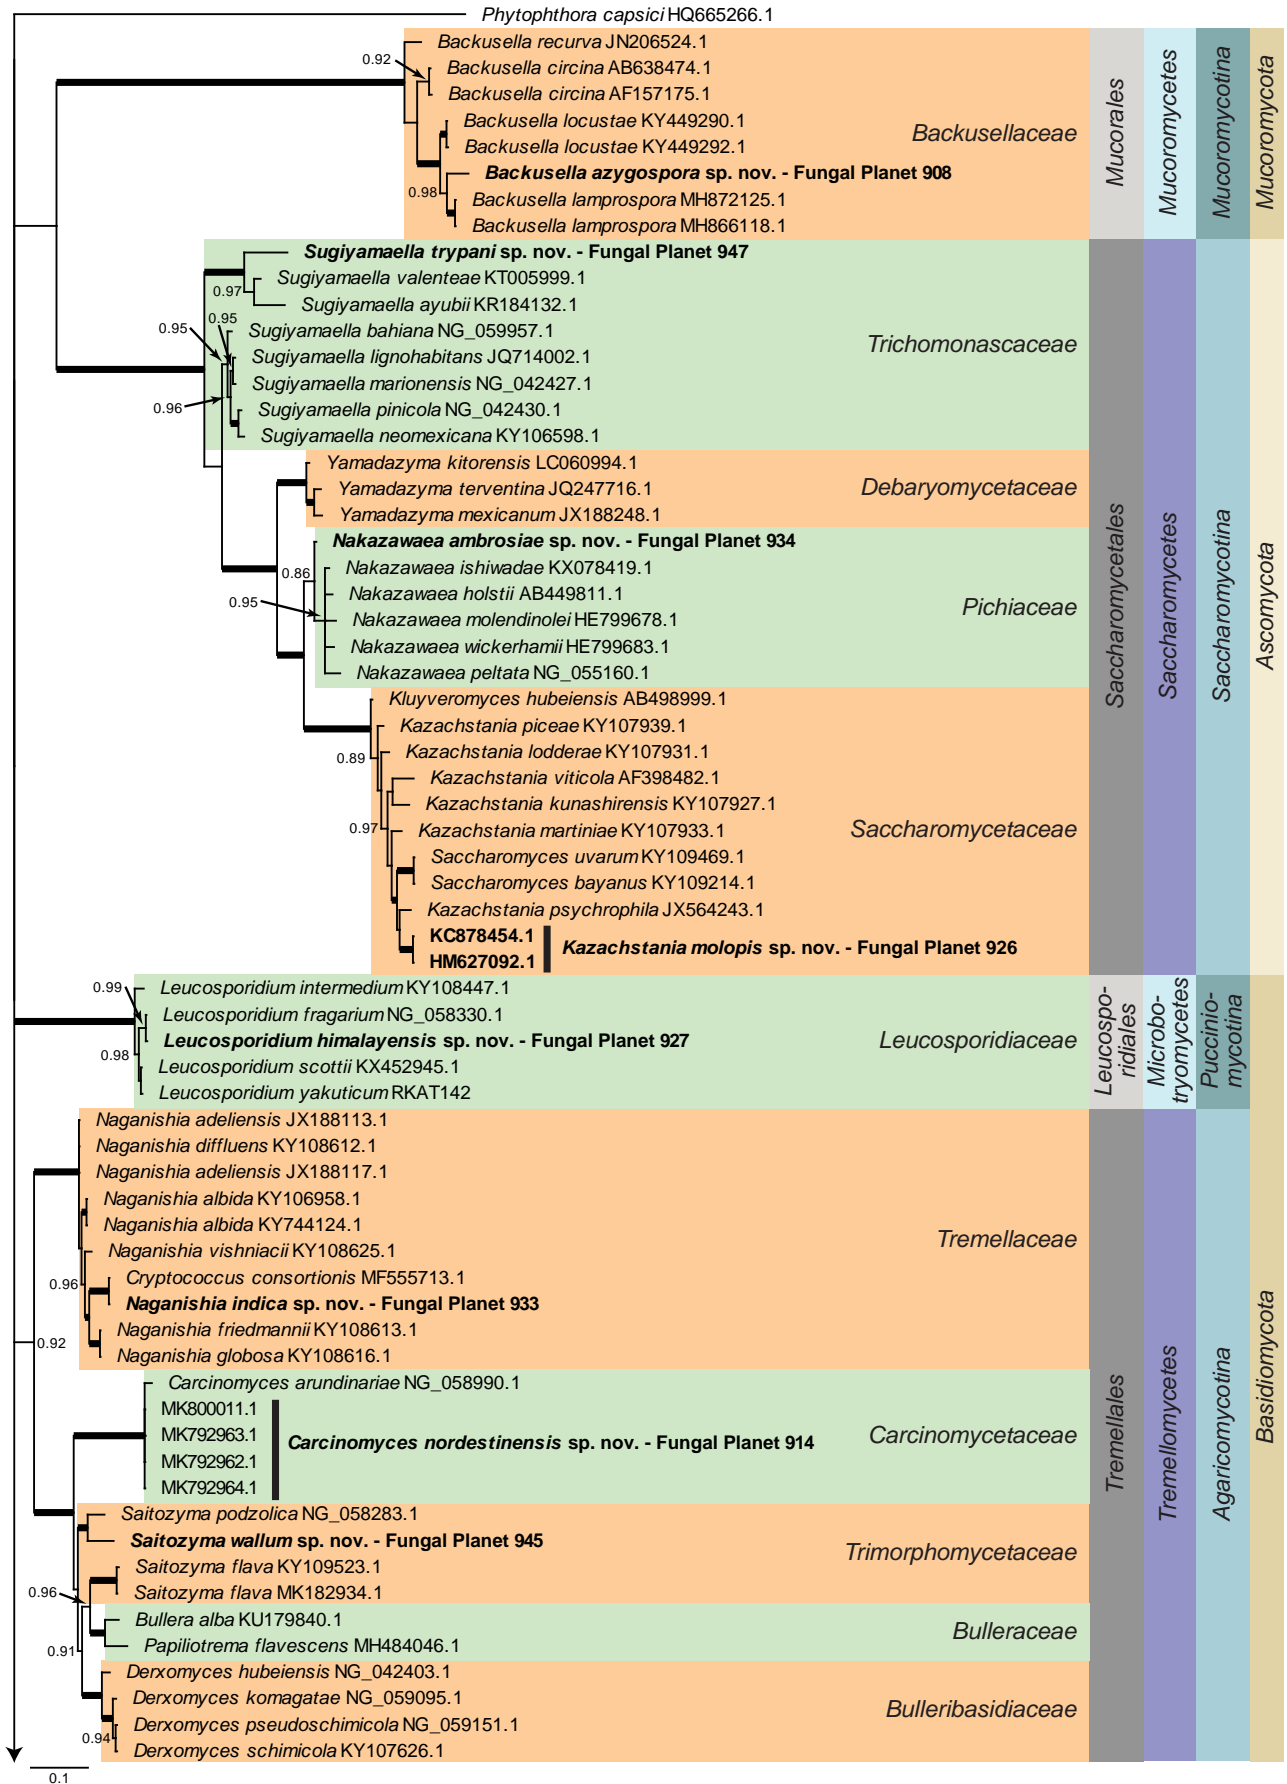 Phytophthora capsici HQ665266.1
Backusella recurva JN206524.1
0.92
Backusella circina AB638474.1
Backusella circina AF157175.1
Backusella locustae KY449290.1
Backusellaceae
Backusella locustae KY449292.1
Backusella azygospora sp. nov. - Fungal Planet 908
0.98
Backusella lamprospora MH872125.1
Backusella lamprospora MH866118.1
Mucorales
Mucoromycetes
Mucoromycotina
Mucoromycota
Sugiyamaella trypani sp. nov. - Fungal Planet 947
Sugiyamaella valenteae KT005999.1
0.97
Sugiyamaella ayubii KR184132.1
0.95
0.95
Sugiyamaella bahiana NG_059957.1
Trichomonascaceae
Sugiyamaella lignohabitans JQ714002.1
Sugiyamaella marionensis NG_042427.1
0.96
Sugiyamaella pinicola NG_042430.1
Sugiyamaella neomexicana KY106598.1
Yamadazyma kitorensis LC060994.1
Yamadazyma terventina JQ247716.1
Debaryomycetaceae
Yamadazyma mexicanum JX188248.1
Nakazawaea ambrosiae sp. nov. - Fungal Planet 934
0.86
Nakazawaea ishiwadae KX078419.1
Nakazawaea holstii AB449811.1
0.95
Pichiaceae
Nakazawaea molendinolei HE799678.1
Nakazawaea wickerhamii HE799683.1
Nakazawaea peltata NG_055160.1
Kluyveromyces hubeiensis AB498999.1
Kazachstania piceae KY107939.1
0.89
Kazachstania lodderae KY107931.1
Kazachstania viticola AF398482.1
Kazachstania kunashirensis KY107927.1
0.97
Kazachstania martiniae KY107933.1
Saccharomycetaceae
Saccharomyces uvarum KY109469.1
Saccharomyces bayanus KY109214.1
Kazachstania psychrophila JX564243.1
KC878454.1
HM627092.1
Kazachstania molopis sp. nov. - Fungal Planet 926
Saccharomycetales
Saccharomycetes
Saccharomycotina
Ascomycota
0.99
Leucosporidium intermedium KY108447.1
Leucosporidium fragarium NG_058330.1
Leucosporidium himalayensis sp. nov. - Fungal Planet 927
Leucosporidiaceae
0.98
Leucosporidium scottii KX452945.1
Leucosporidium yakuticum RKAT142
Leucospo-
ridiales
Microbo-
tryomycetes
Puccinio-
mycotina
Naganishia adeliensis JX188113.1
Naganishia diffluens KY108612.1
Naganishia adeliensis JX188117.1
Naganishia albida KY106958.1
Naganishia albida KY744124.1
Tremellaceae
Naganishia vishniacii KY108625.1
0.96
Cryptococcus consortionis MF555713.1
Naganishia indica sp. nov. - Fungal Planet 933
Naganishia friedmannii KY108613.1
0.92
Naganishia globosa KY108616.1
Carcinomyces arundinariae NG_058990.1
MK800011.1
MK792963.1
MK792962.1
MK792964.1
Carcinomyces nordestinensis sp. nov. - Fungal Planet 914
Carcinomycetaceae
Saitozyma podzolica NG_058283.1
Saitozyma wallum sp. nov. - Fungal Planet 945
Trimorphomycetaceae
Saitozyma flava KY109523.1
0.96
Saitozyma flava MK182934.1
Bullera alba KU179840.1
Bulleraceae
0.91
Papiliotrema flavescens MH484046.1
Derxomyces hubeiensis NG_042403.1
Derxomyces komagatae NG_059095.1
Bulleribasidiaceae
Derxomyces pseudoschimicola NG_059151.1
0.94
Derxomyces schimicola KY107626.1
Tremellales
Tremellomycetes
Agaricomycotina
Basidiomycota
0.1